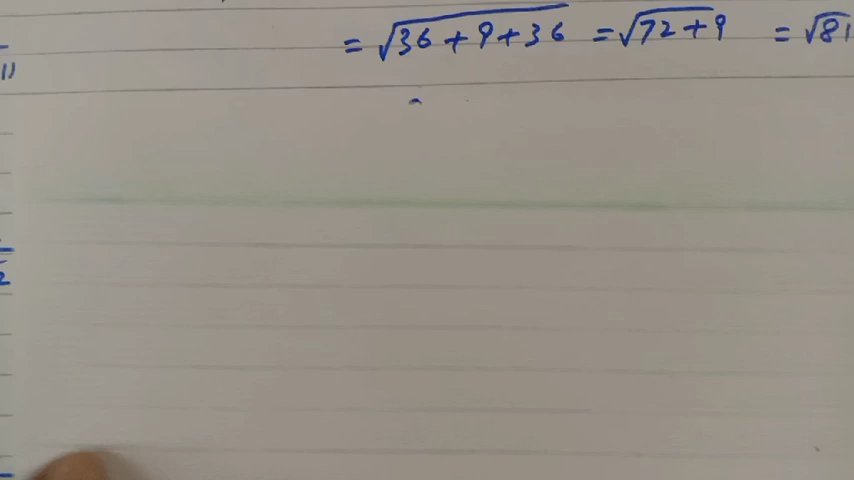 = √36 + 9 + 36 = √72 + 9 = √81